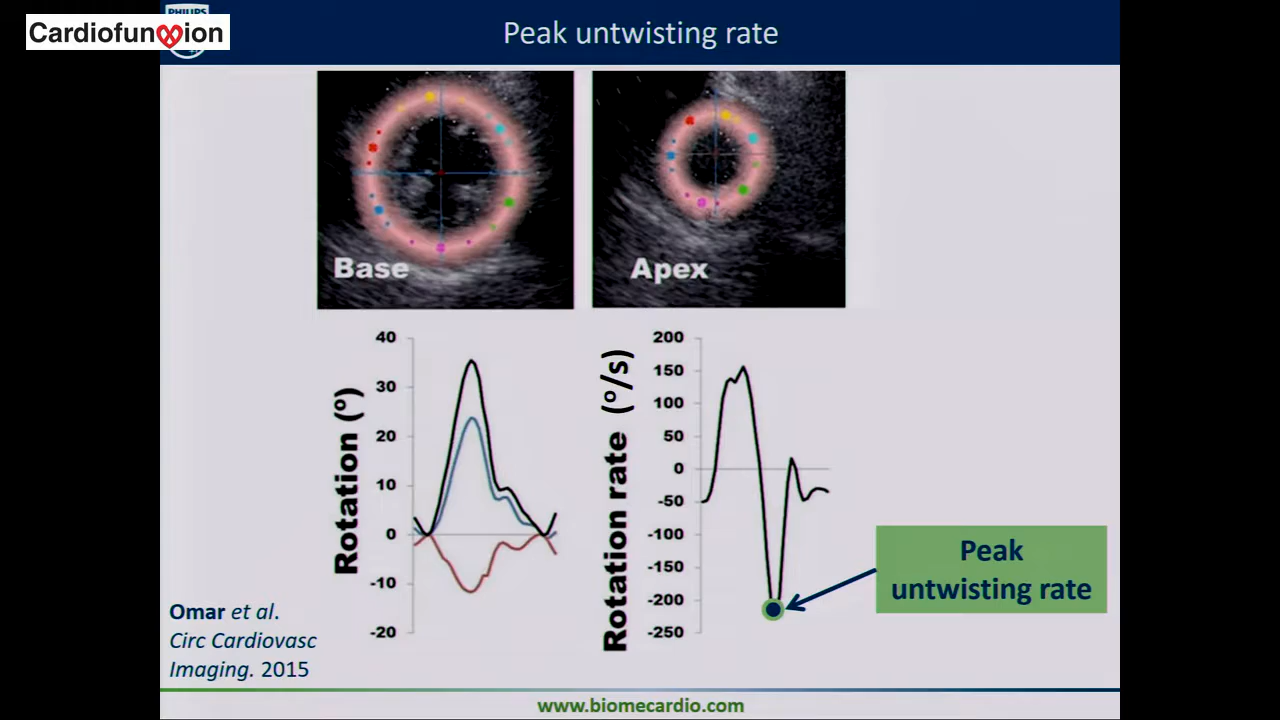 PHILIPS
Cardiofunxion
Peak untwisting rate
Base
Apex
Rotation (º)
40
30
20
10
0
-10
-20
Rotation rate (º/s)
200
150
100
50
0
-50
-100
-150
-200
-250
Peak
untwisting rate
Omar et al.
Circ Cardiovasc
Imaging. 2015
www.biomecardio.com